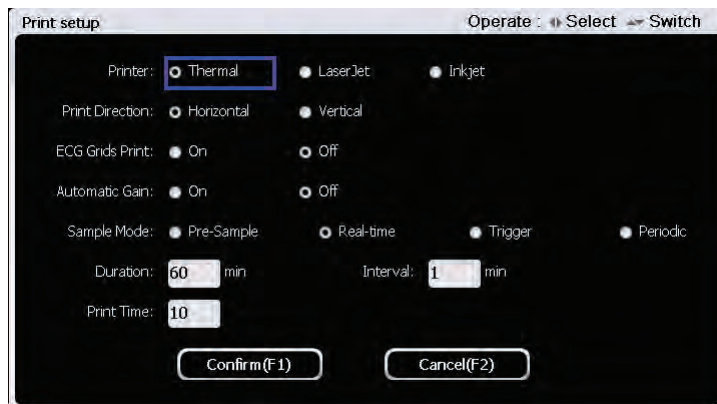 Print setup Operate : Select Switch
Printer: Thermal LaserJet Inkjet
Print Direction: Horizontal Vertical
ECG Grids Print: On Off
Automatic Gain: On Off
Sample Mode: Pre-Sample Real-time Trigger Periodic
Duration: 60 min Interval: 1 min
Print Time: 10
Confirm(F1) Cancel(F2)